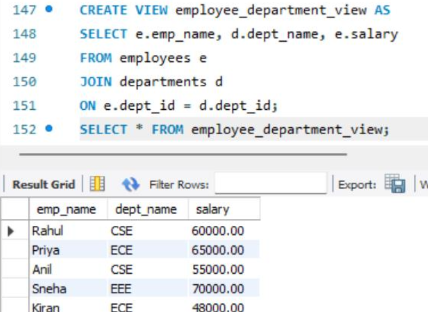 147 CREATE VIEW employee_department_view AS
148 SELECT e.emp_name, d.dept_name, e.salary
149 FROM employees e
150 JOIN departments d
151 ON e.dept_id = d.dept_id;
152 SELECT * FROM employee_department_view;
Result Grid Filter Rows: Export:
emp_name dept_name salary
Rahul CSE 60000.00
Priya ECE 65000.00
Anil CSE 55000.00
Sneha EEE 70000.00
Kiran ECE 48000.00